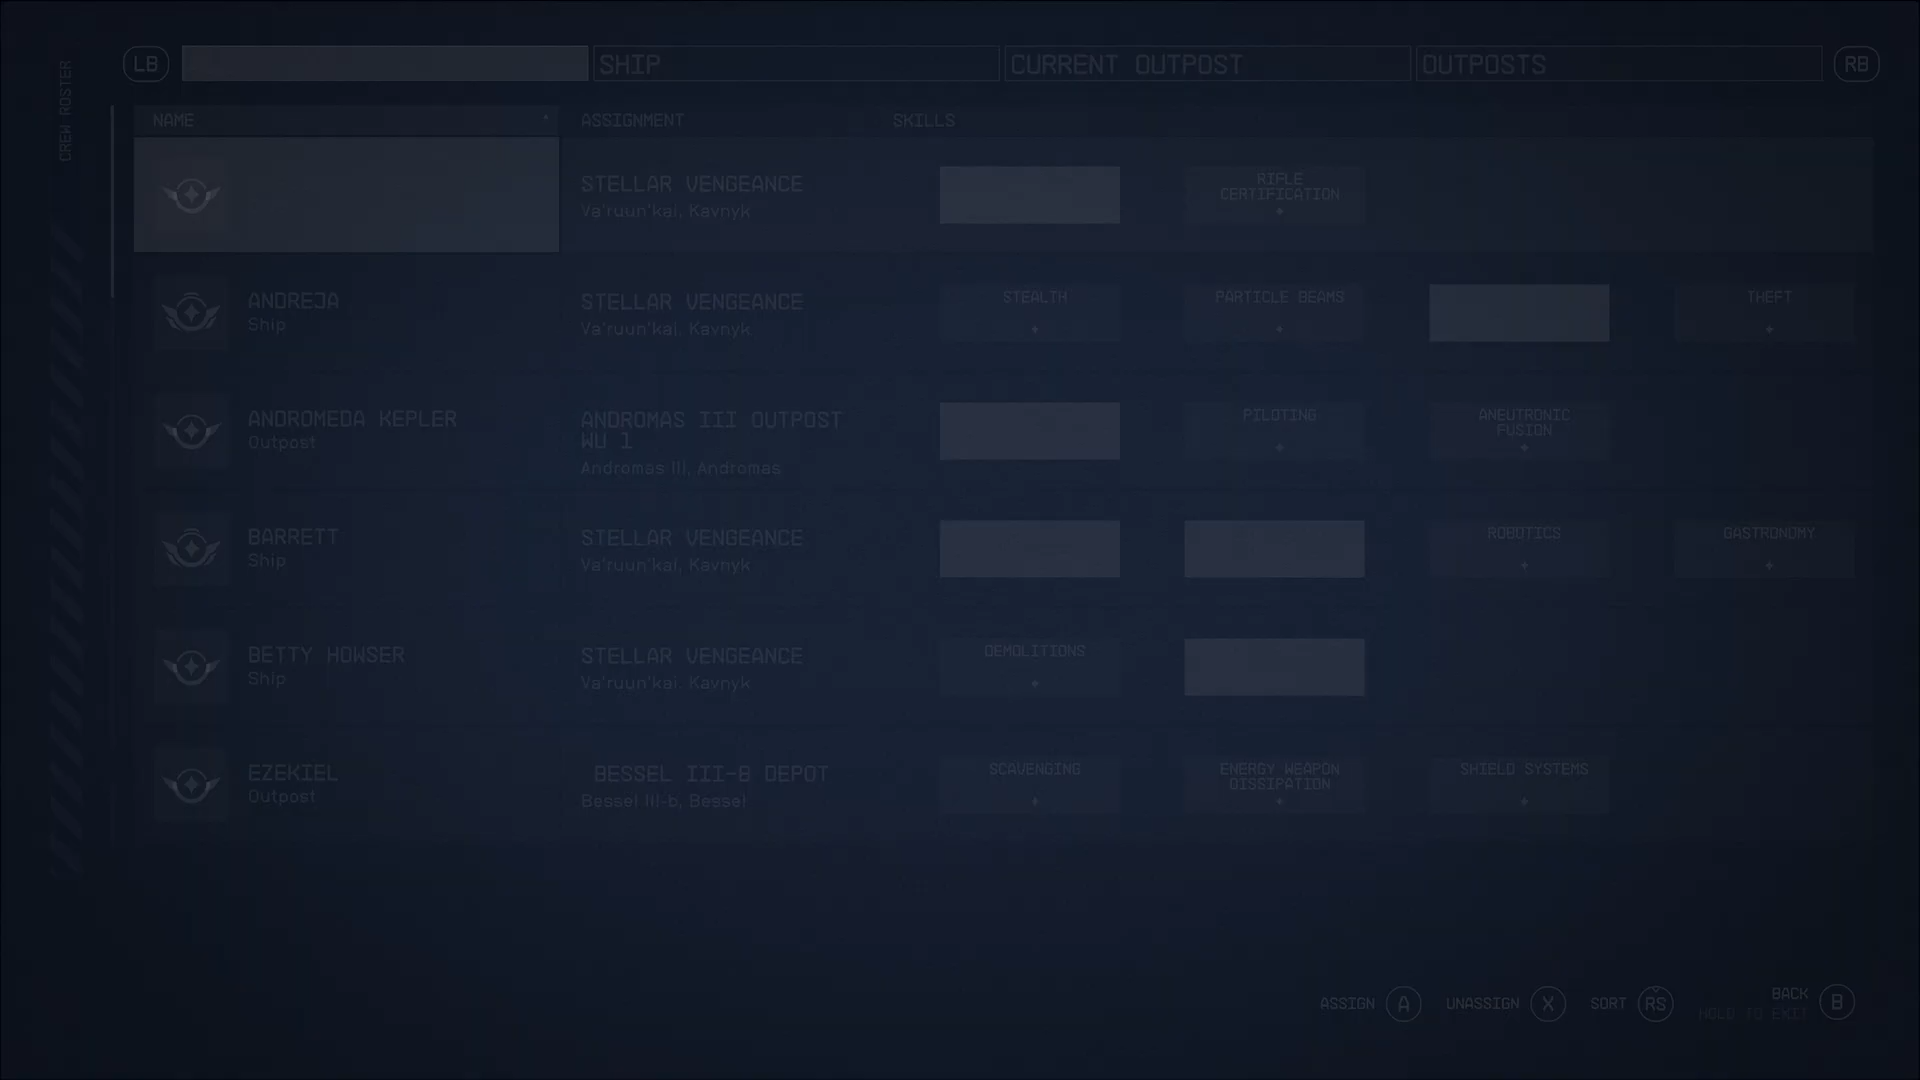 CREW ROSTER
LB
SHIP
CURRENT OUTPOST
OUTPOSTS
RB
NAME
ASSIGNMENT
SKILLS
STELLAR VENGEANCE
Va'ruun'kai, Kavnyk
RIFLE
CERTIFICATION
ANDREJA
Ship
STELLAR VENGEANCE
Va'ruun'kai, Kavnyk
STEALTH
PARTICLE BEAMS
THEFT
ANDROMEDA KEPLER
Outpost
ANDROMAS III OUTPOST
WU 1
Andromas III, Andromas
PILOTING
ANEUTRONIC
FUSION
BARRETT
Ship
STELLAR VENGEANCE
Va'ruun'kai, Kavnyk
ROBOTICS
GASTRONOMY
BETTY HOWSER
Ship
STELLAR VENGEANCE
Va'ruun'kai, Kavnyk
DEMOLITIONS
EZEKIEL
Outpost
BESSEL III-B DEPOT
Bessel III-b, Bessel
SCAVENGING
ENERGY WEAPON
DISSIPATION
SHIELD SYSTEMS
ASSIGN A
UNASSIGN X
SORT RS
BACK B
HOLD TO EXIT